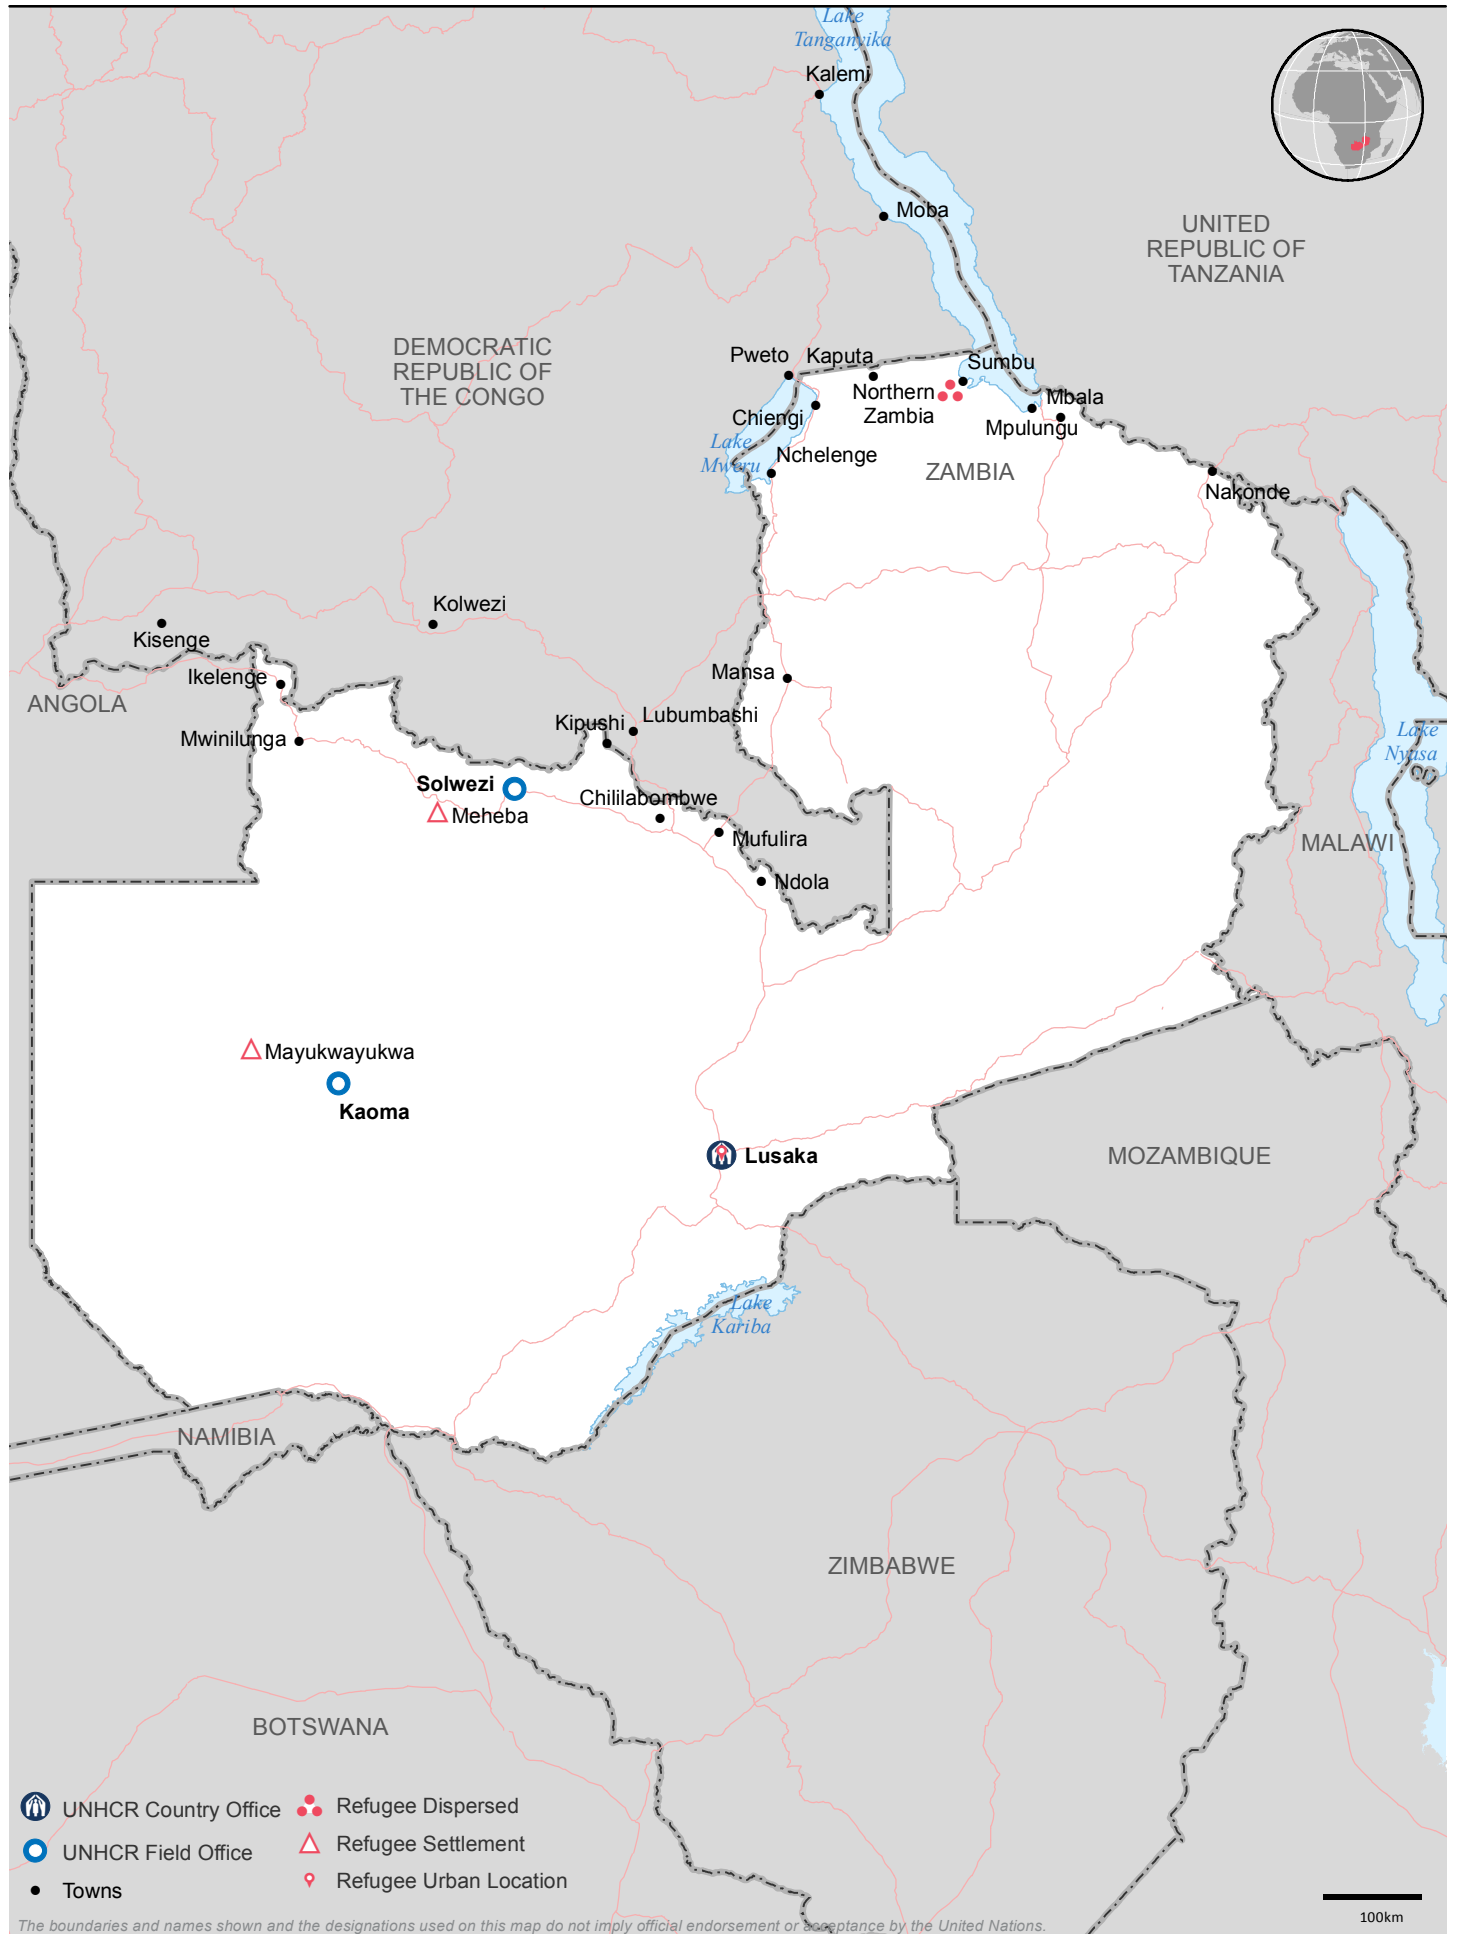 Lake
Tanganyika
Kalemi
Moba
UNITED
REPUBLIC OF
TANZANIA
DEMOCRATIC
REPUBLIC OF
THE CONGO
Pweto
Kaputa
Sumbu
Northern
Zambia
Mbala
Chiengi
Mpulungu
Lake
Mweru
Nchelenge
ZAMBIA
Nakonde
Kolwezi
Kisenge
Ikelenge
Mansa
ANGOLA
Kipushi
Lubumbashi
Mwinilunga
Lake
Nyasa
Solwezi
Chililabombwe
Meheba
Mufulira
MALAWI
Ndola
Mayukwayukwa
Kaoma
Lusaka
MOZAMBIQUE
Lake
Kariba
NAMIBIA
ZIMBABWE
BOTSWANA
UNHCR Country Office
UNHCR Field Office
Towns
Refugee Dispersed
Refugee Settlement
Refugee Urban Location
100km
The boundaries and names shown and the designations used on this map do not imply official endorsement or acceptance by the United Nations.